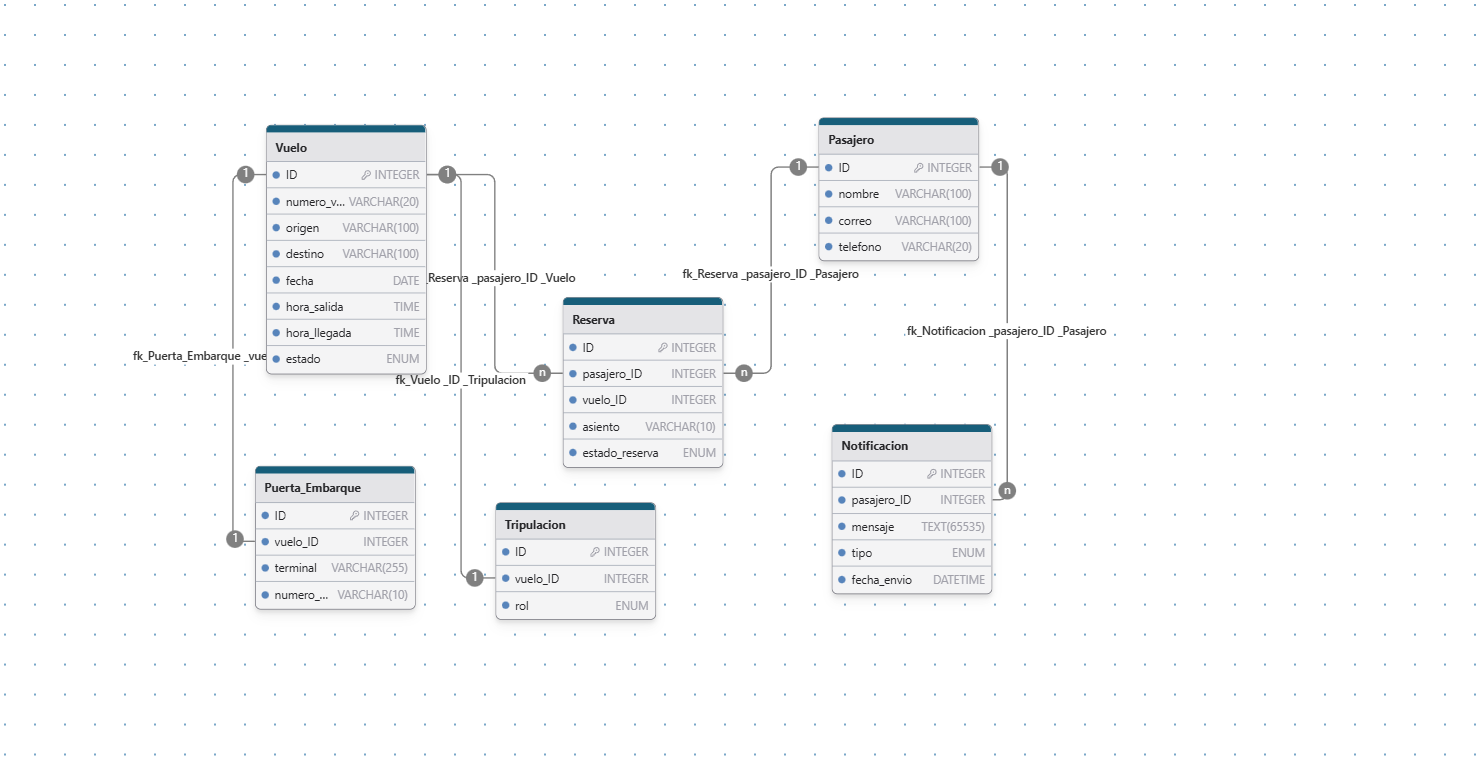 Vuelo
ID INTEGER
numero_v... VARCHAR(20)
origen VARCHAR(100)
destino VARCHAR(100)
fecha DATE
hora_salida TIME
hora_llegada TIME
estado ENUM
Pasajero
ID INTEGER
nombre VARCHAR(100)
correo VARCHAR(100)
telefono VARCHAR(20)
Reserva
ID INTEGER
pasajero_ID INTEGER
vuelo_ID INTEGER
asiento VARCHAR(10)
estado_reserva ENUM
Puerta_Embarque
ID INTEGER
vuelo_ID INTEGER
terminal VARCHAR(255)
numero_... VARCHAR(10)
Tripulacion
ID INTEGER
vuelo_ID INTEGER
rol ENUM
Notificacion
ID INTEGER
pasajero_ID INTEGER
mensaje TEXT(65535)
tipo ENUM
fecha_envio DATETIME
_Reserva _pasajero_ID _Vuelo
fk_Reserva _pasajero_ID _Pasajero
fk_Notificacion _pasajero_ID _Pasajero
fk_Puerta_Embarque _vue
fk_Vuelo _ID _Tripulacion
1
1
1
1
n
n
n
1
1